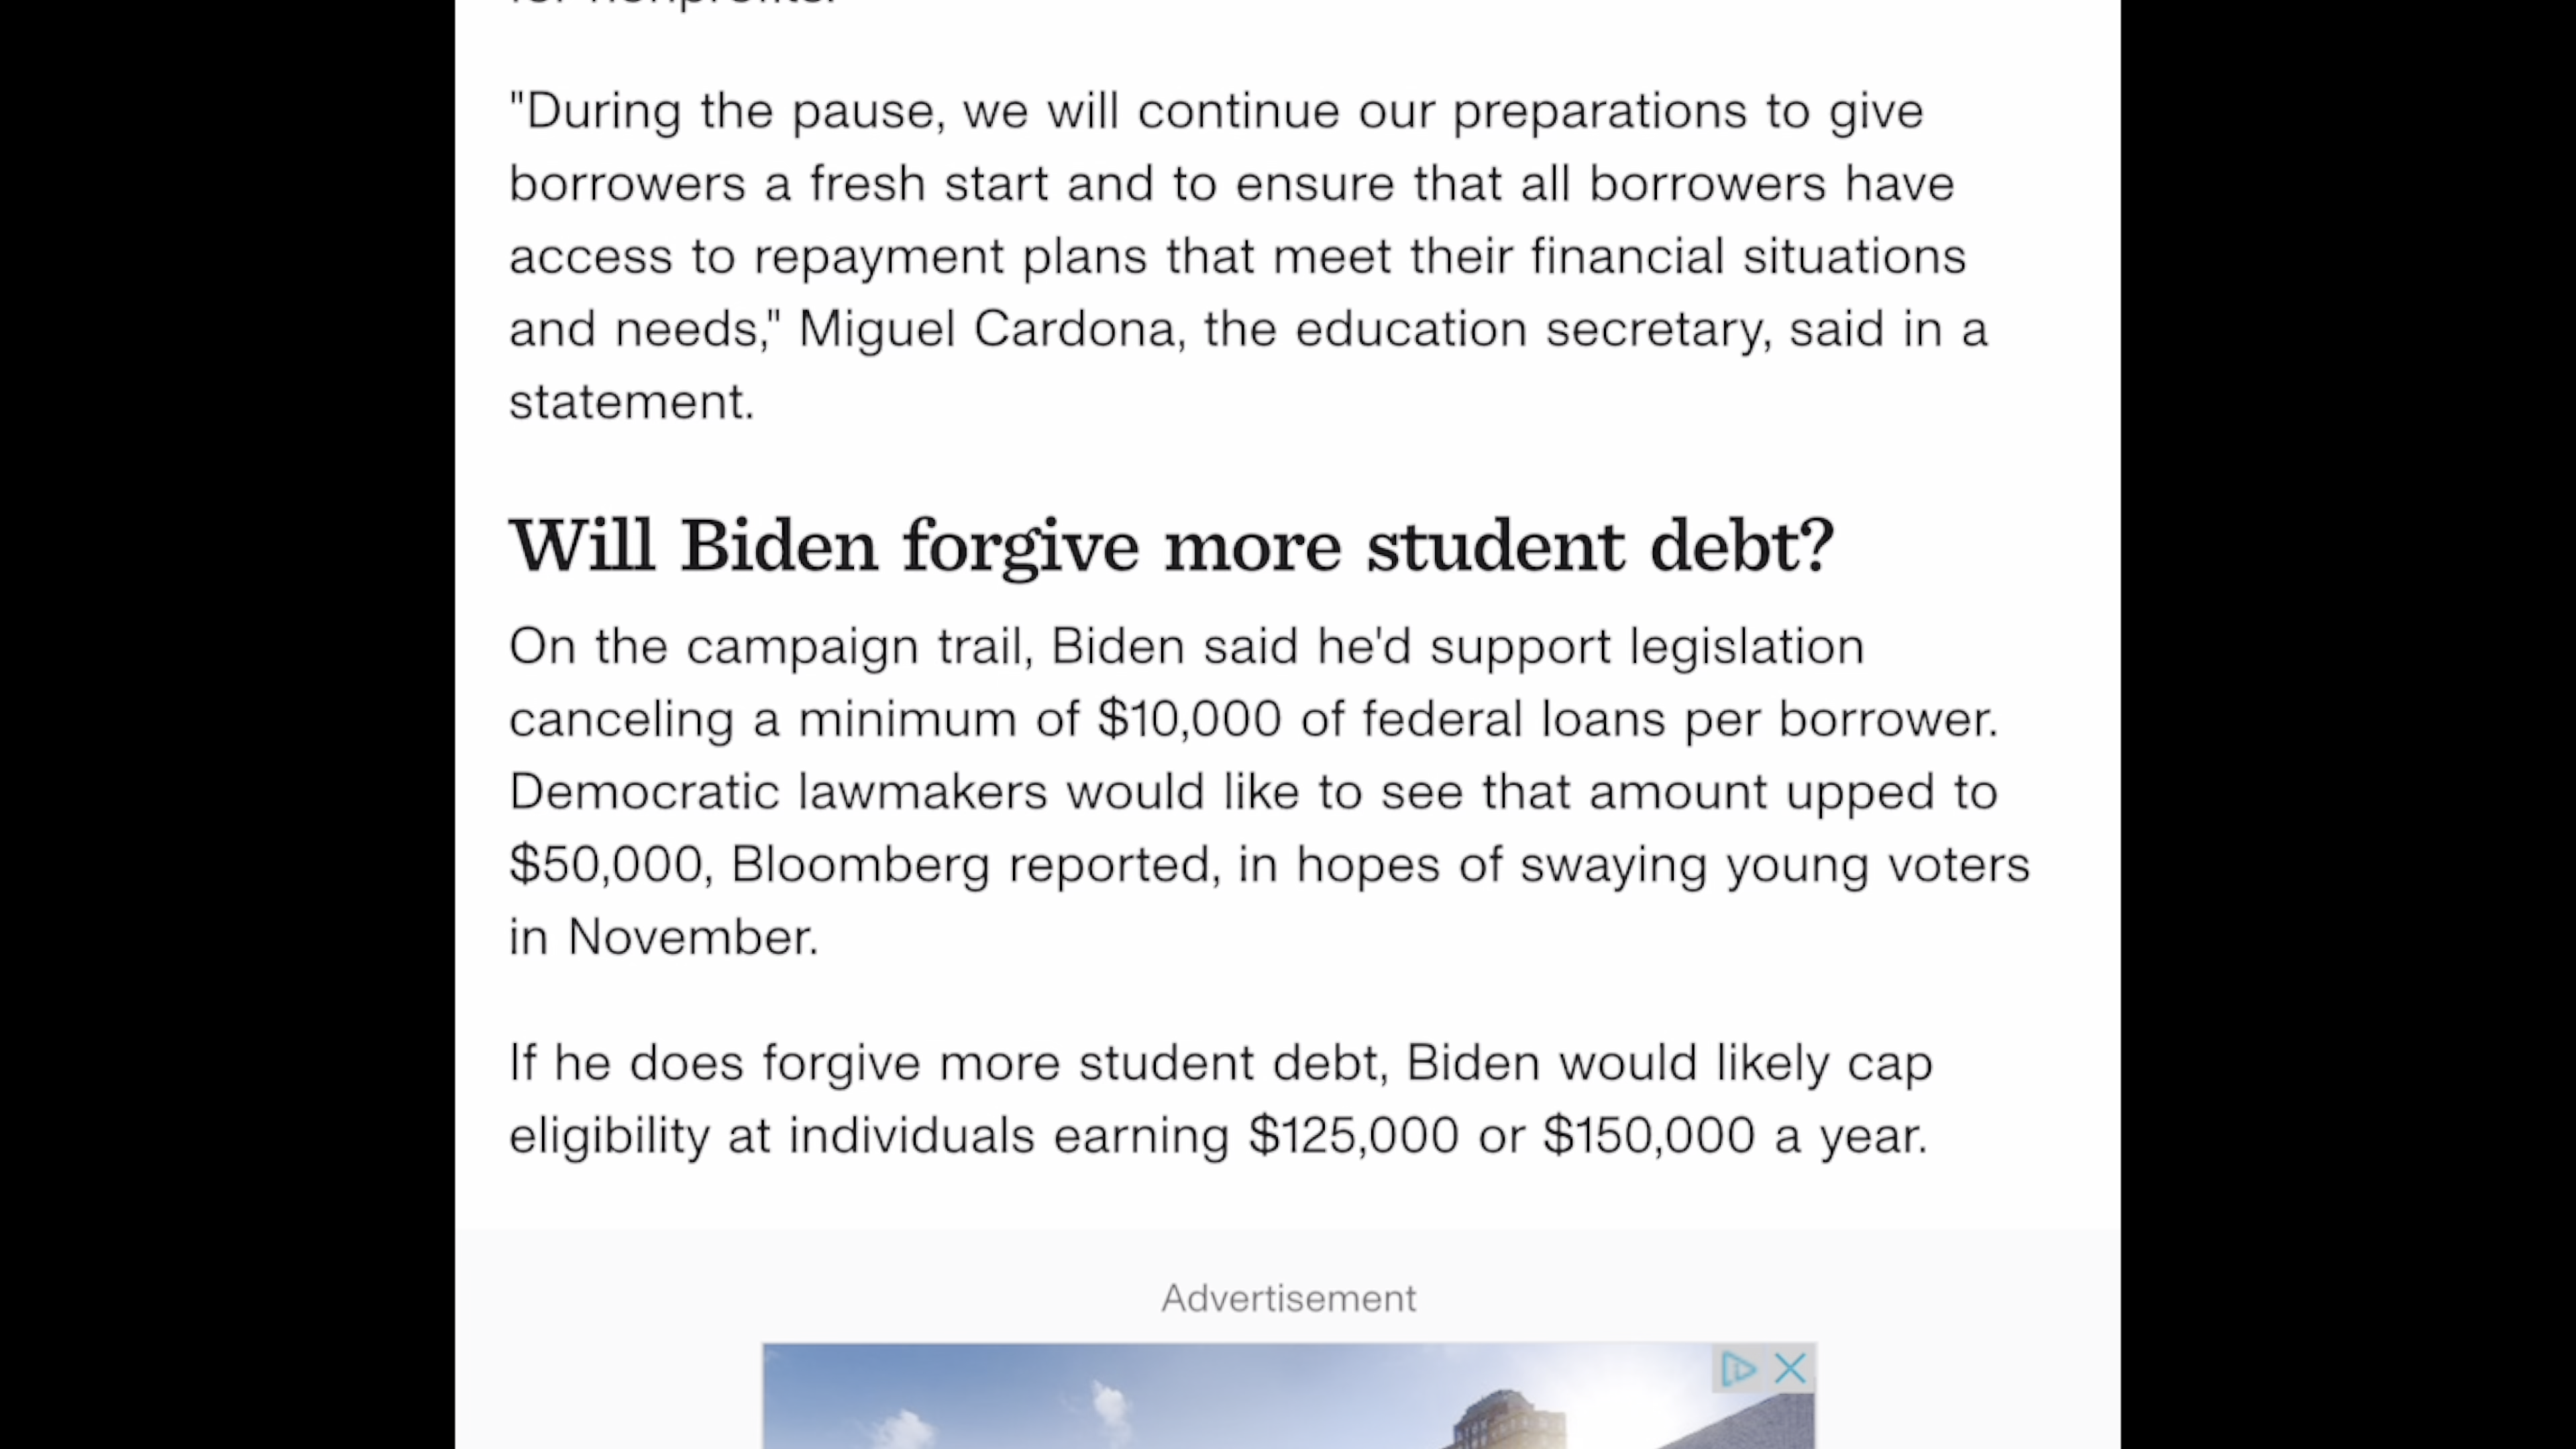 for nonprofits.
"During the pause, we will continue our preparations to give
borrowers a fresh start and to ensure that all borrowers have
access to repayment plans that meet their financial situations
and needs," Miguel Cardona, the education secretary, said in a
statement.
Will Biden forgive more student debt?
On the campaign trail, Biden said he'd support legislation
canceling a minimum of $10,000 of federal loans per borrower.
Democratic lawmakers would like to see that amount upped to
$50,000, Bloomberg reported, in hopes of swaying young voters
in November.
If he does forgive more student debt, Biden would likely cap
eligibility at individuals earning $125,000 or $150,000 a year.
Advertisement